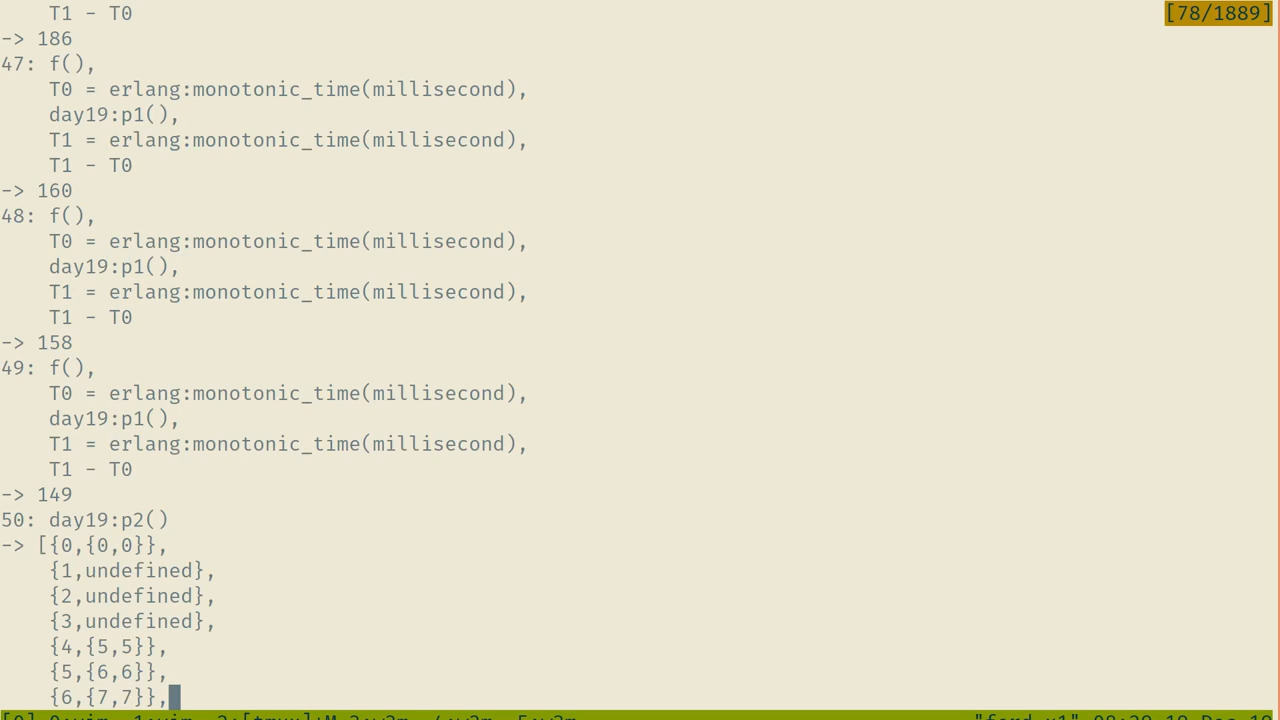 T1 - T0
[78/1889]
-> 186
47: f(),
    T0 = erlang:monotonic_time(millisecond),
    day19:p1(),
    T1 = erlang:monotonic_time(millisecond),
    T1 - T0
-> 160
48: f(),
    T0 = erlang:monotonic_time(millisecond),
    day19:p1(),
    T1 = erlang:monotonic_time(millisecond),
    T1 - T0
-> 158
49: f(),
    T0 = erlang:monotonic_time(millisecond),
    day19:p1(),
    T1 = erlang:monotonic_time(millisecond),
    T1 - T0
-> 149
50: day19:p2()
-> [{0,{0,0}},
    {1,undefined},
    {2,undefined},
    {3,undefined},
    {4,{5,5}},
    {5,{6,6}},
    {6,{7,7}},